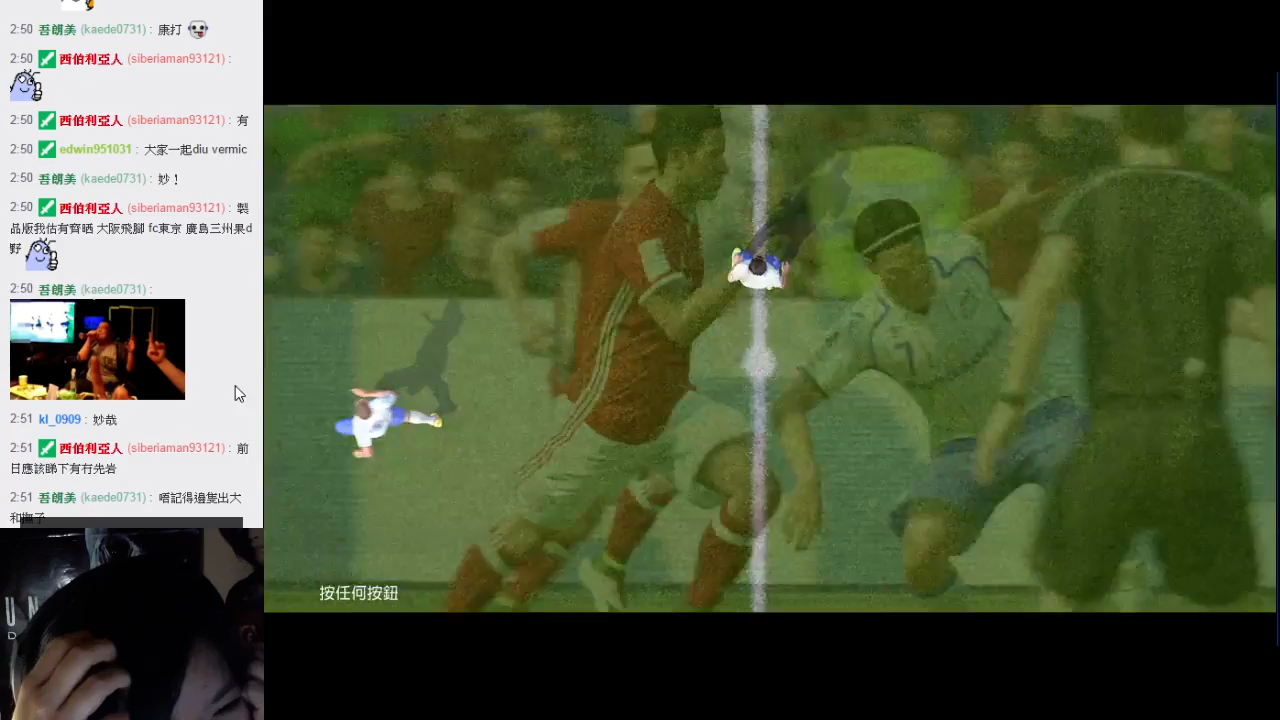 2:50 吾朗美 (kaede0731) : 康打
2:50 西伯利亞人 (siberiaman93121) :
2:50 西伯利亞人 (siberiaman93121) : 有
2:50 edwin951031 : 大家一起diu vermic
2:50 吾朗美 (kaede0731) : 妙！
2:50 西伯利亞人 (siberiaman93121) : 製
品版我估有齊晒 大阪飛腳 fc東京 廣島三州果d
野
2:50 吾朗美 (kaede0731) :
2:51 kl_0909 : 妙哉
2:51 西伯利亞人 (siberiaman93121) : 前
日應該睇下有冇先岩
2:51 吾朗美 (kaede0731) : 唔記得邊隻出大
和撫子
7
按任何按鈕
UN
D